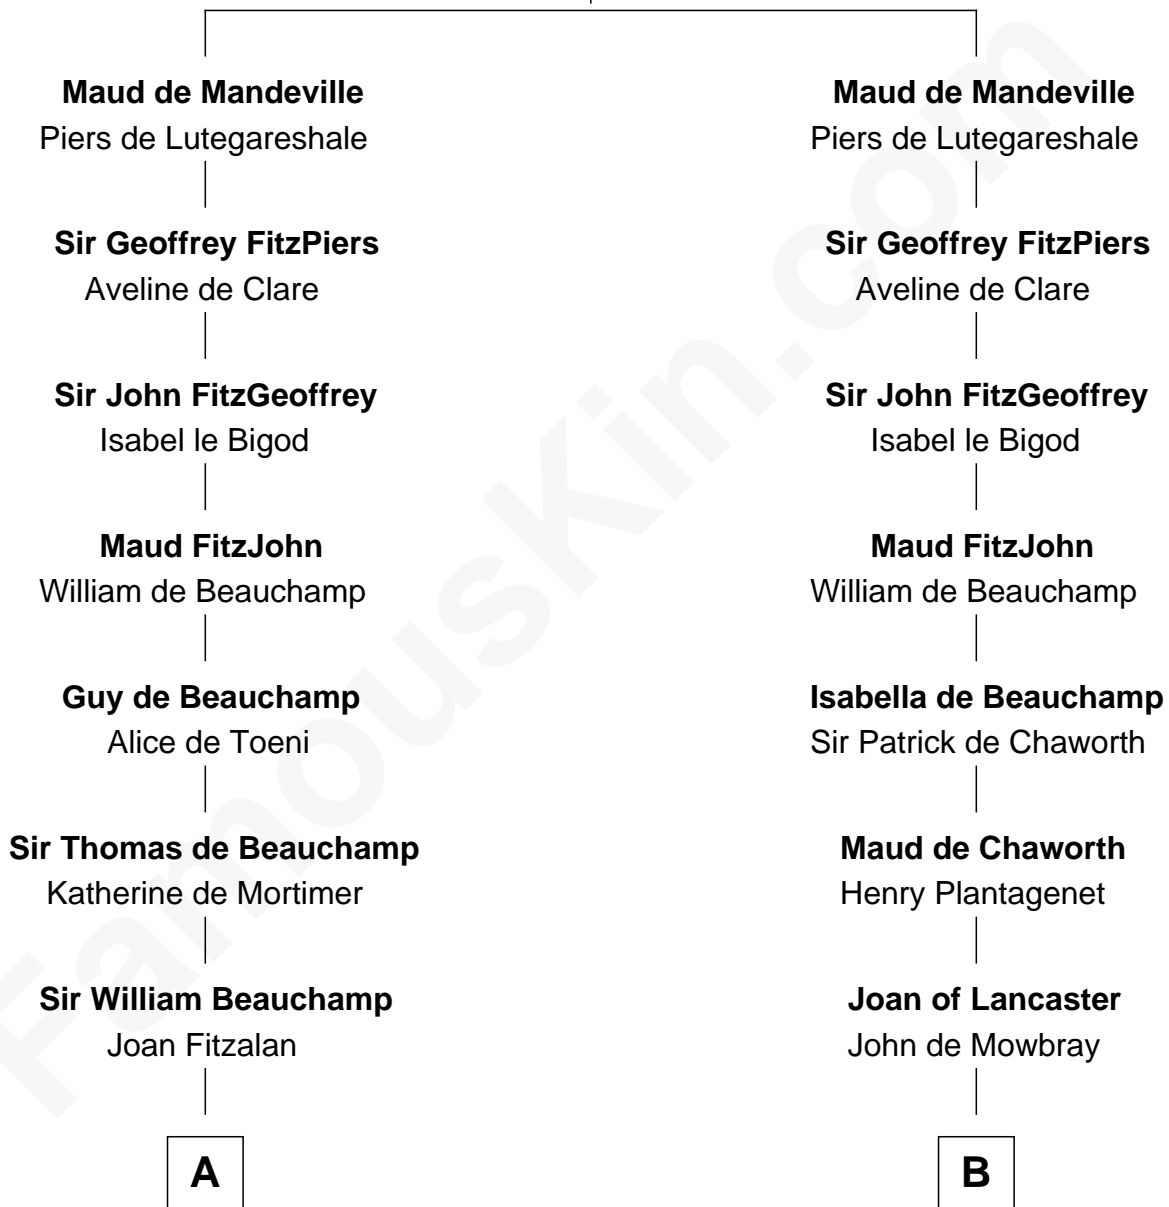 Maud de Mandeville
Piers de Lutegareshale
Sir Geoffrey FitzPiers
Aveline de Clare
Sir John FitzGeoffrey
Isabel le Bigod
Maud FitzJohn
William de Beauchamp
Guy de Beauchamp
Alice de Toeni
Sir Thomas de Beauchamp
Katherine de Mortimer
Sir William Beauchamp
Joan Fitzalan
A
Maud de Mandeville
Piers de Lutegareshale
Sir Geoffrey FitzPiers
Aveline de Clare
Sir John FitzGeoffrey
Isabel le Bigod
Maud FitzJohn
William de Beauchamp
Isabella de Beauchamp
Sir Patrick de Chaworth
Maud de Chaworth
Henry Plantagenet
Joan of Lancaster
John de Mowbray
B
FamousKin.com